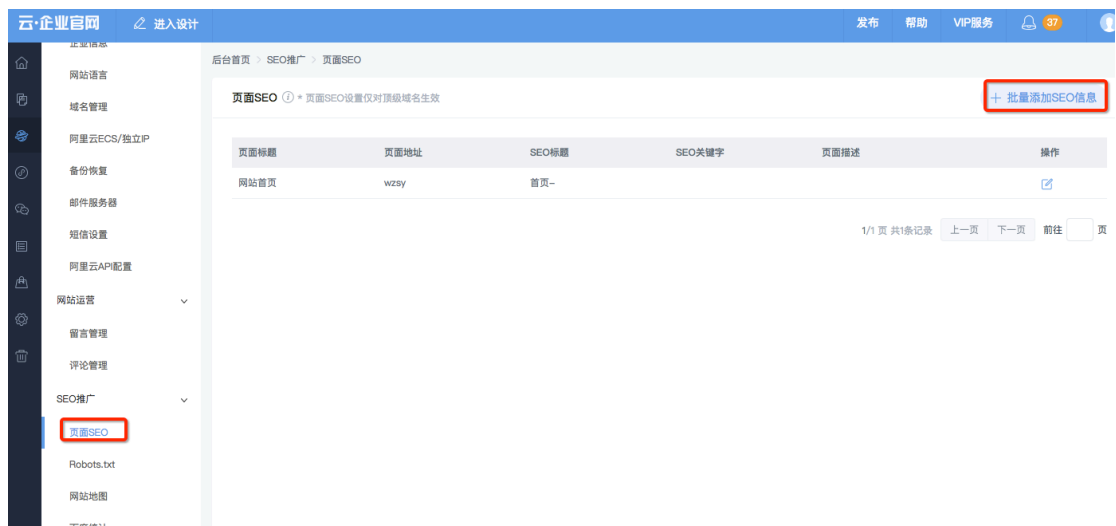 云·企业官网 进入设计 发布 帮助 VIP服务 37
企业信息
网站语言
域名管理
阿里云ECS/独立IP
备份恢复
邮件服务器
短信设置
阿里云API配置
网站运营
留言管理
评论管理
SEO推广
页面SEO
Robots.txt
网站地图
百度统计
后台首页 > SEO推广 > 页面SEO
页面SEO * 页面SEO设置仅对顶级域名生效 + 批量添加SEO信息
页面标题 页面地址 SEO标题 SEO关键字 页面描述 操作
网站首页 wzsy 首页-
1/1 页 共1条记录 上一页 下一页 前往 页